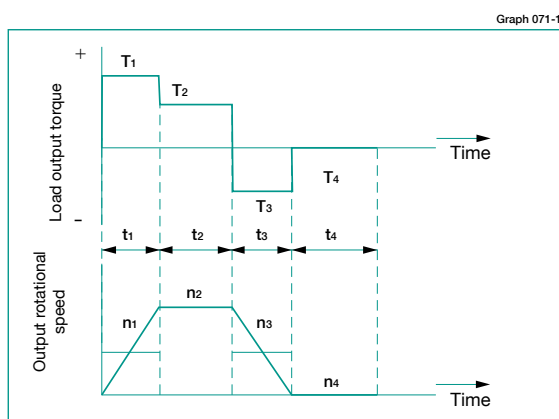 Graph 071-1
+
T1
T2
Load output torque
Time
T3
T4
-
t1 t2 t3 t4
Output rotational
speed
n1
n2
n3
n4
Time